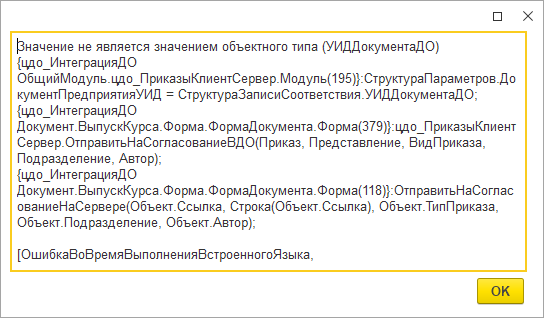 Значение не является значением объектного типа (УИДДокументаДО)
{цдо_ИнтеграцияДО
ОбщийМодуль.цдо_ПриказыКлиентСервер.Модуль(195)}:СтруктураПараметров.До
кументПредприятияУИД = СтруктураЗаписиСоответствия.УИДДокументаДО;
{цдо_ИнтеграцияДО
Документ.ВыпускКурса.Форма.ФормаДокумента.Форма(379)}:цдо_ПриказыКлиент
Сервер.ОтправитьНаСогласованиеВДО(Приказ, Представление, ВидПриказа,
Подразделение, Автор);
{цдо_ИнтеграцияДО
Документ.ВыпускКурса.Форма.ФормаДокумента.Форма(118)}:ОтправитьНаСоглас
ованиеНаСервере(Объект.Ссылка, Строка(Объект.Ссылка), Объект.ТипПриказа,
Объект.Подразделение, Объект.Автор);
[ОшибкаВоВремяВыполненияВстроенногоЯзыка,
OK